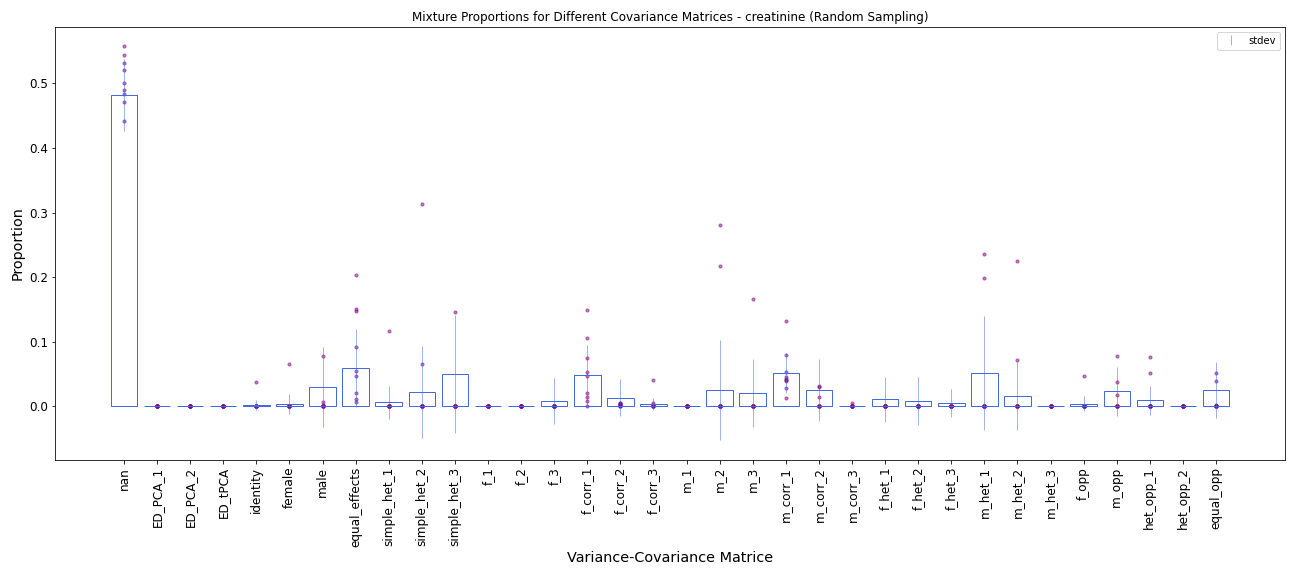 Mixture Proportions for Different Covariance Matrices - creatinine (Random Sampling)
stdev
Proportion
0.5
0.4
0.3
0.2
0.1
0.0
nan
ED_PCA_1
ED_PCA_2
ED_tPCA
identity
female
male
equal_effects
simple_het_1
simple_het_2
simple_het_3
f_1
f_2
f_3
f_corr_1
f_corr_2
f_corr_3
m_1
m_2
m_3
m_corr_1
m_corr_2
m_corr_3
f_het_1
f_het_2
f_het_3
m_het_1
m_het_2
m_het_3
f_opp
m_opp
het_opp_1
het_opp_2
equal_opp
Variance-Covariance Matrice